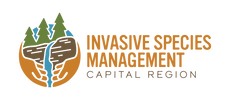 INVASIVE SPECIES
MANAGEMENT
CAPITAL REGION